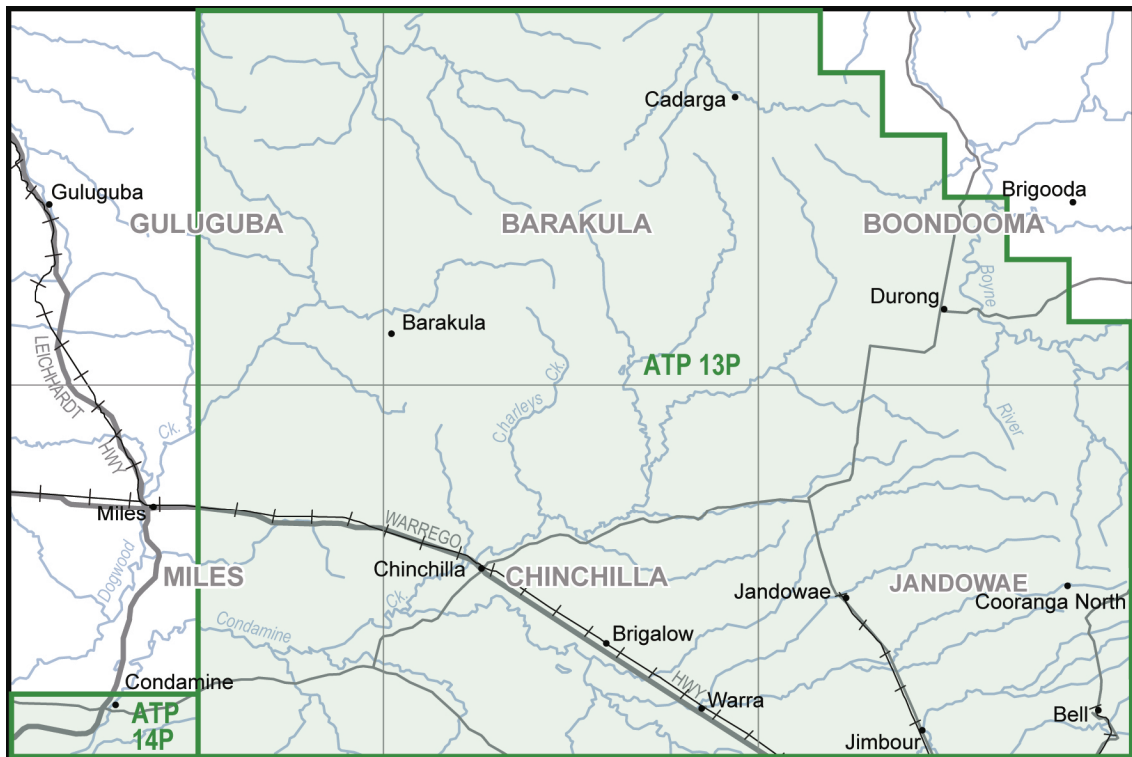 Cadarga
Guluguba
Brigooda
GULUGUBA
BARAKULA
BOONDOOMA
Boyne
Durong
Barakula
ATP 13P
LEICHHARDT
HWY
Ck.
Charleys
Ck.
River
Miles
WARREGO
Dogwood
MILES
Chinchilla
CHINCHILLA
JANDOWAE
Jandowae
Cooranga North
Ck.
Condamine
Brigalow
HWY
Warra
Condamine
ATP
14P
Bell
Jimbour